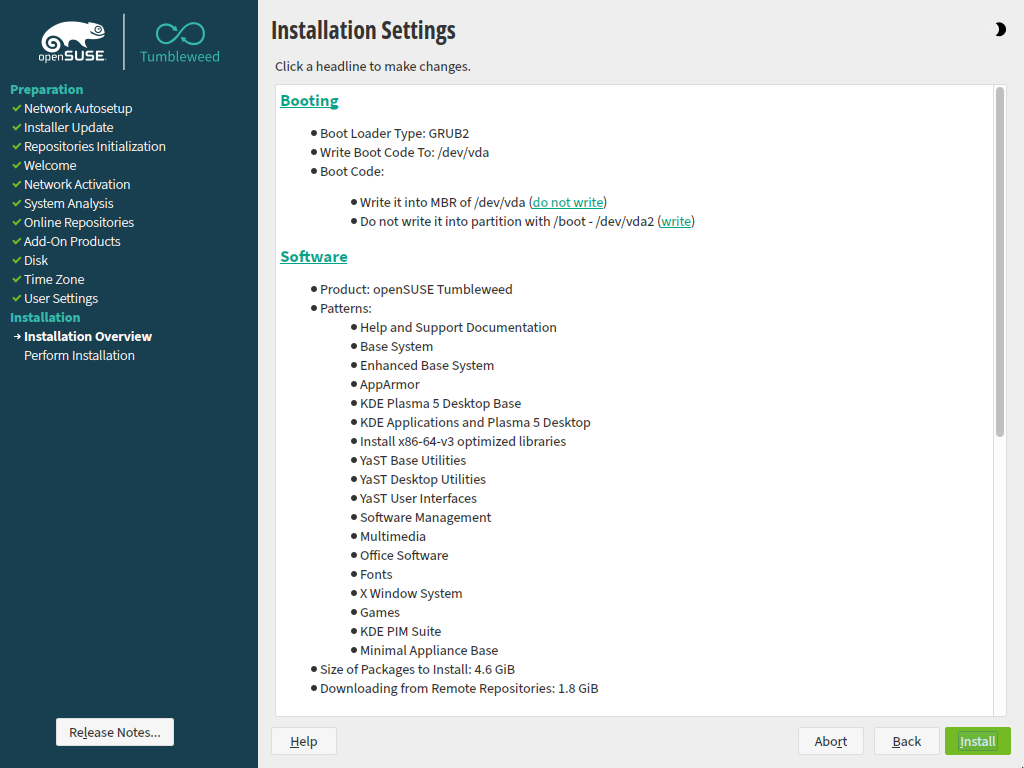 openSUSE
Tumbleweed
Preparation
Network Autosetup
Installer Update
Repositories Initialization
Welcome
Network Activation
System Analysis
Online Repositories
Add-On Products
Disk
Time Zone
User Settings
Installation
Installation Overview
Perform Installation
Release Notes...
Installation Settings
Click a headline to make changes.
Booting
Boot Loader Type: GRUB2
Write Boot Code To: /dev/vda
Boot Code:
Write it into MBR of /dev/vda (do not write)
Do not write it into partition with /boot - /dev/vda2 (write)
Software
Product: openSUSE Tumbleweed
Patterns:
Help and Support Documentation
Base System
Enhanced Base System
AppArmor
KDE Plasma 5 Desktop Base
KDE Applications and Plasma 5 Desktop
Install x86-64-v3 optimized libraries
YaST Base Utilities
YaST Desktop Utilities
YaST User Interfaces
Software Management
Multimedia
Office Software
Fonts
X Window System
Games
KDE PIM Suite
Minimal Appliance Base
Size of Packages to Install: 4.6 GiB
Downloading from Remote Repositories: 1.8 GiB
Help
Abort
Back
Install